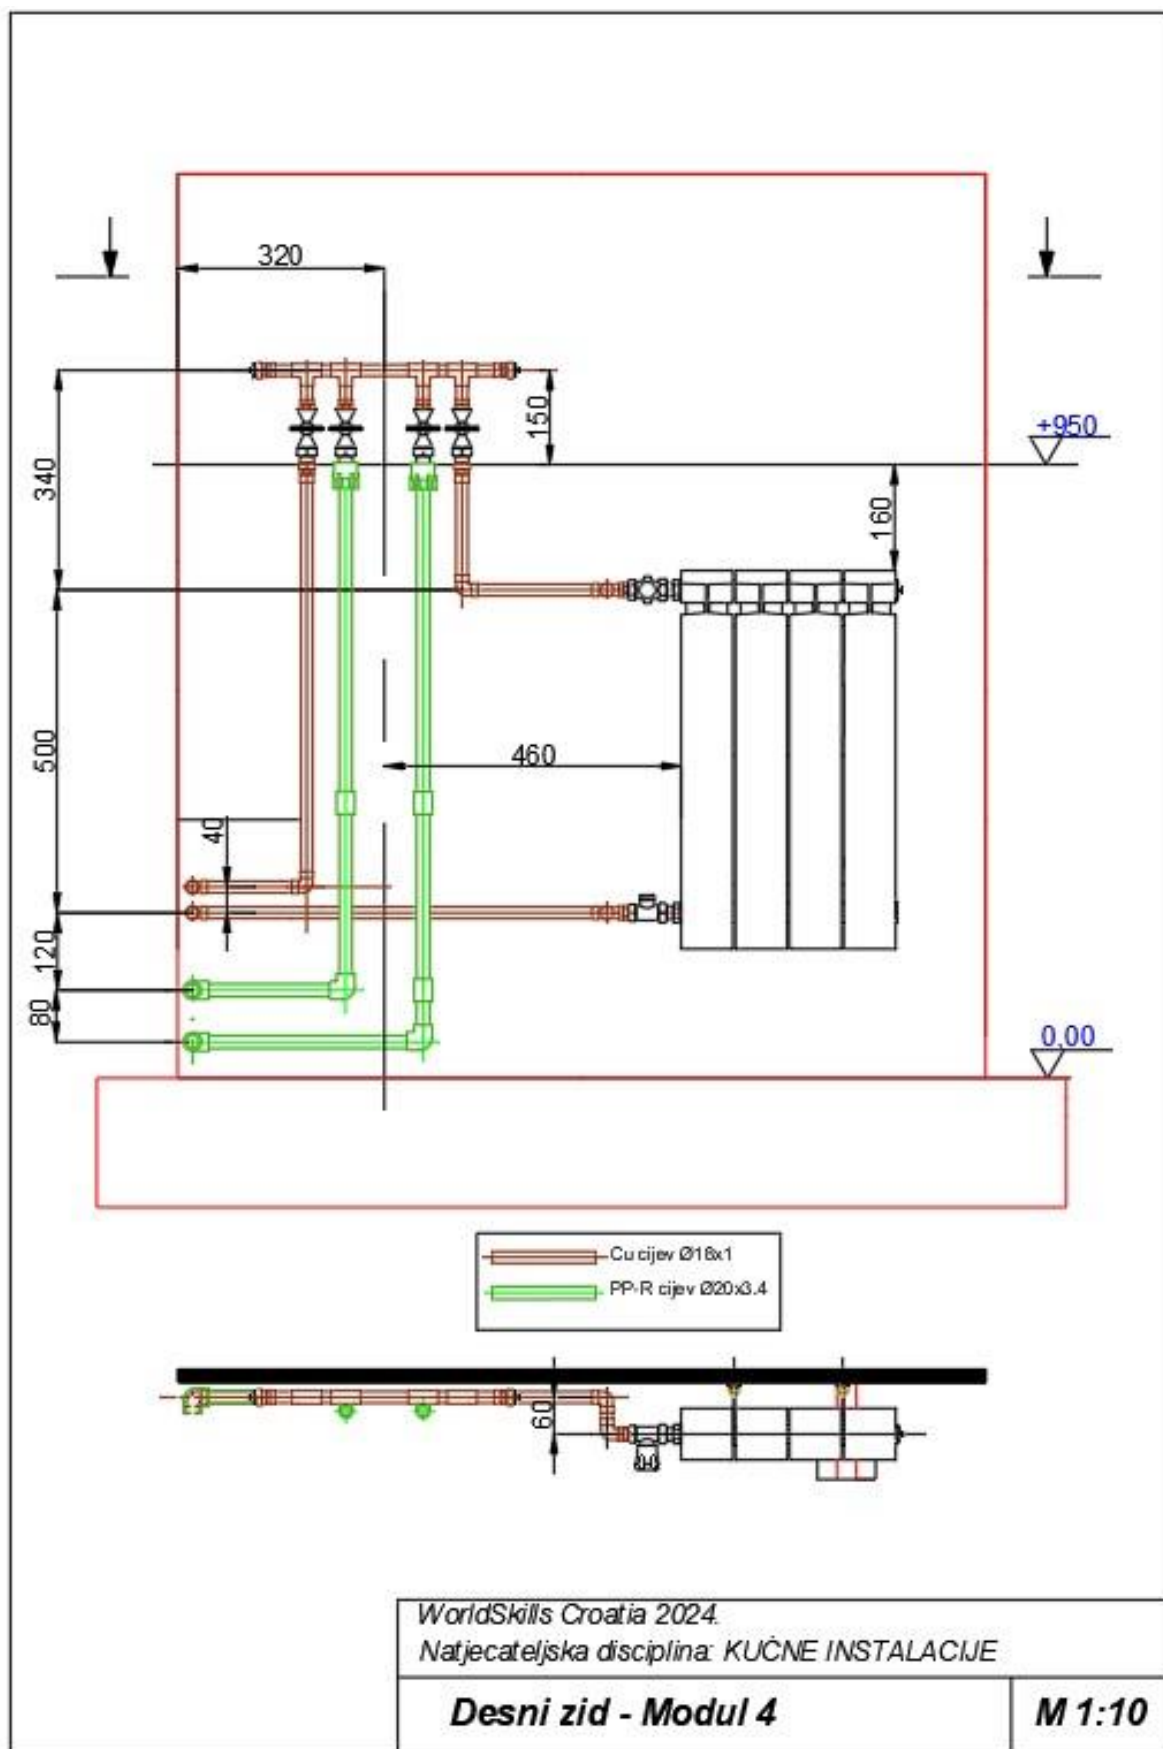 320
150
+950
340
160
500
460
40
120
80
0,00
Cu cijev Ø18x1
PP-R cijev Ø20x3.4
60
WorldSkills Croatia 2024.
Natjecateljska disciplina: KUĆNE INSTALACIJE
Desni zid - Modul 4
M 1:10